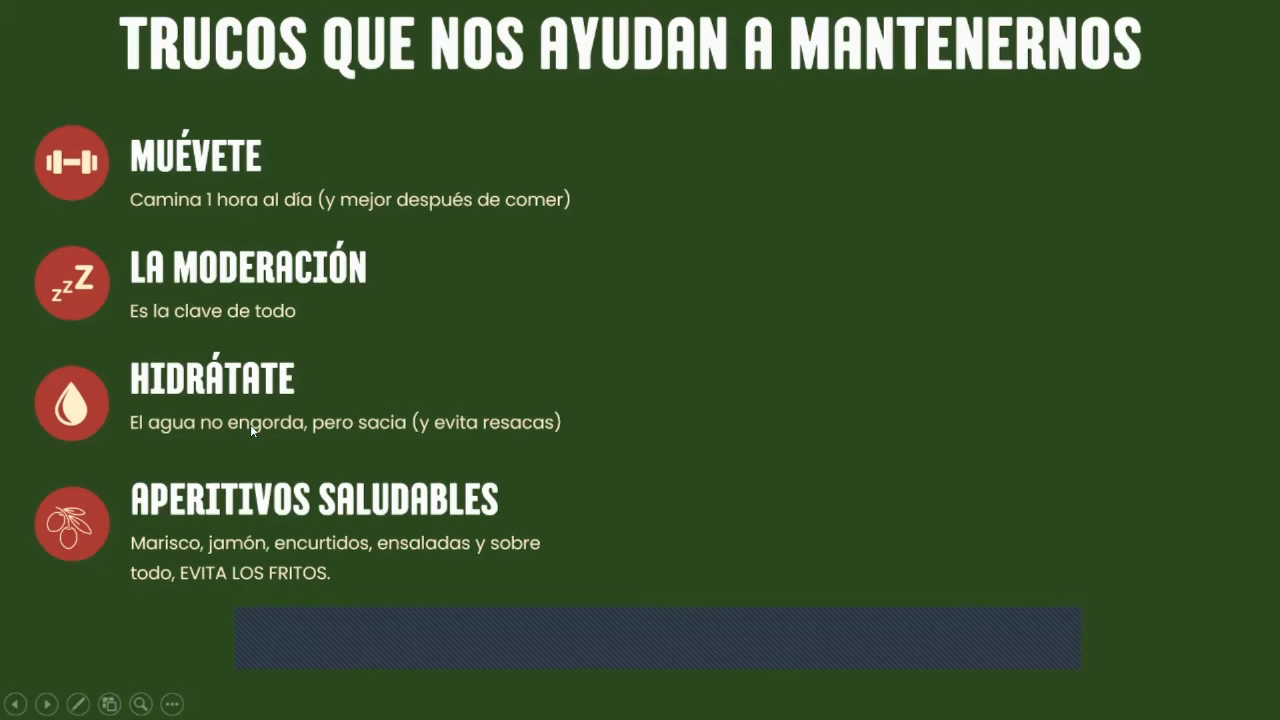 TRUCOS QUE NOS AYUDAN A MANTENERNOS
MUÉVETE
Camina 1 hora al día (y mejor después de comer)
zzZ
LA MODERACIÓN
Es la clave de todo
HIDRÁTATE
El agua no engorda, pero sacia (y evita resacas)
APERITIVOS SALUDABLES
Marisco, jamón, encurtidos, ensaladas y sobre
todo, EVITA LOS FRITOS.